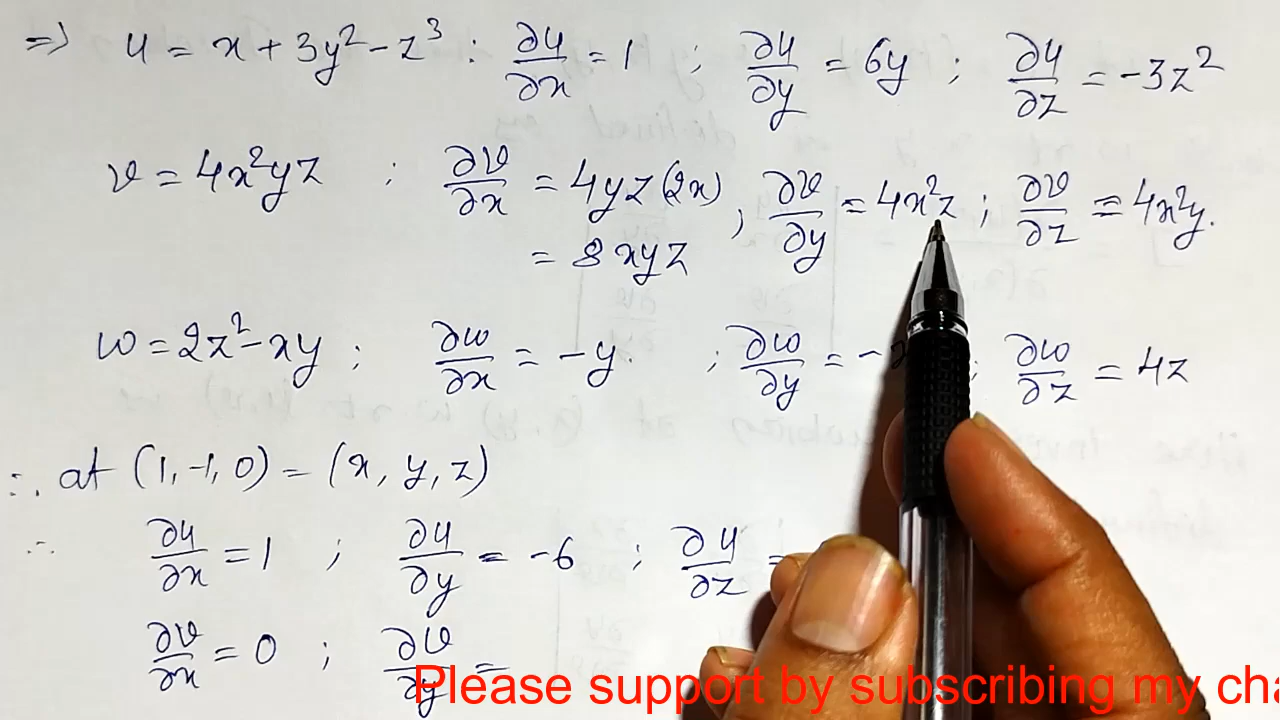 ⇒ u = x + 3y² - z³ : ∂u/∂x = 1 ; ∂u/∂y = 6y ; ∂u/∂z = -3z²
v = 4x²yz ; ∂v/∂x = 4yz(2x) , ∂v/∂y = 4x²z ; ∂v/∂z = 4x²y.
= 8xyz
w = 2z² - xy ; ∂w/∂x = -y. ; ∂w/∂y = - ; ∂w/∂z = 4z
∴ at (1, -1, 0) = (x, y, z)
∴ ∂u/∂x = 1 ; ∂u/∂y = -6 ; ∂u/∂z =
∂v/∂x = 0 ; ∂v/∂y =
Please support by subscribing my cha